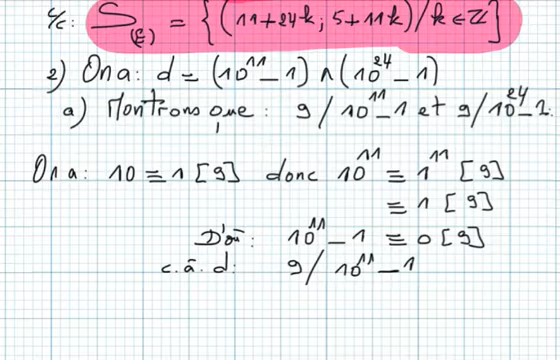 c/c: S_(E) = { (11+24k ; 5+11k) / k ∈ ℤ }
2) On a : d = (10^11 - 1) ∧ (10^24 - 1)
a) Montrons que : 9 / 10^11 - 1 et 9 / 10^24 - 1.
On a : 10 ≡ 1 [9] donc 10^11 ≡ 1^11 [9]
≡ 1 [9]
D'où : 10^11 - 1 ≡ 0 [9]
c.à.d : 9 / 10^11 - 1